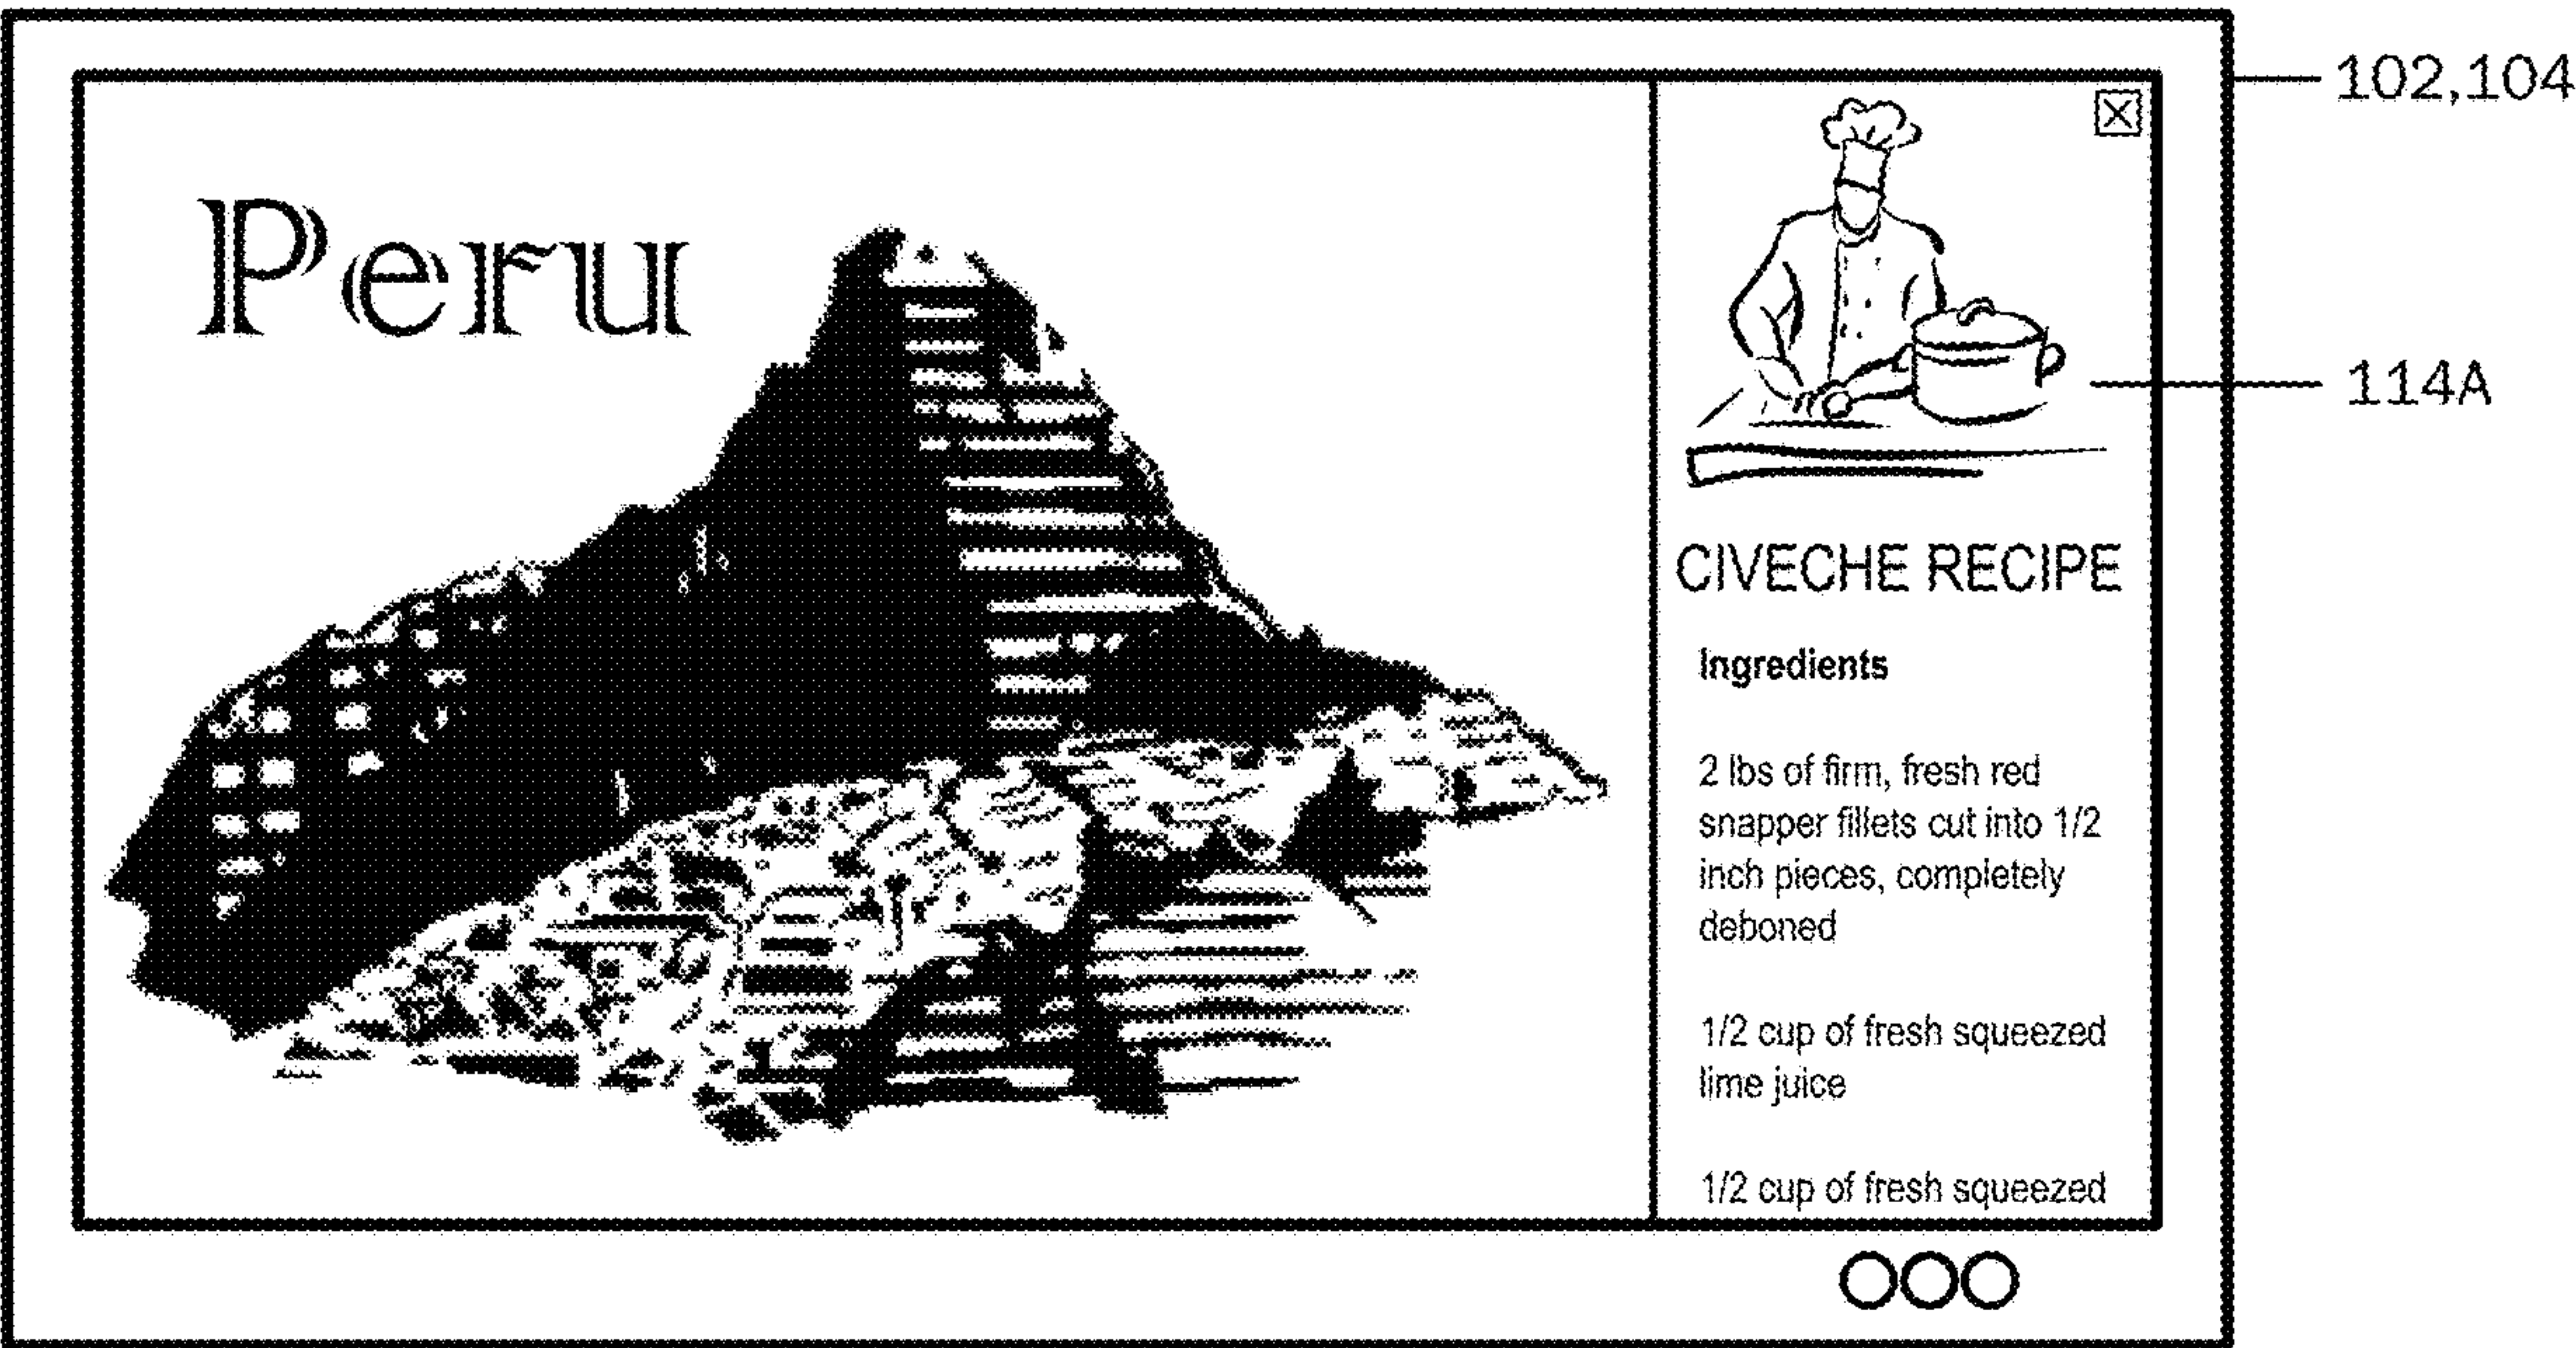 102,104
Peru
114A
CIVECHE RECIPE
Ingredients
2 lbs of firm, fresh red
snapper fillets cut into 1/2
inch pieces, completely
deboned
1/2 cup of fresh squeezed
lime juice
1/2 cup of fresh squeezed